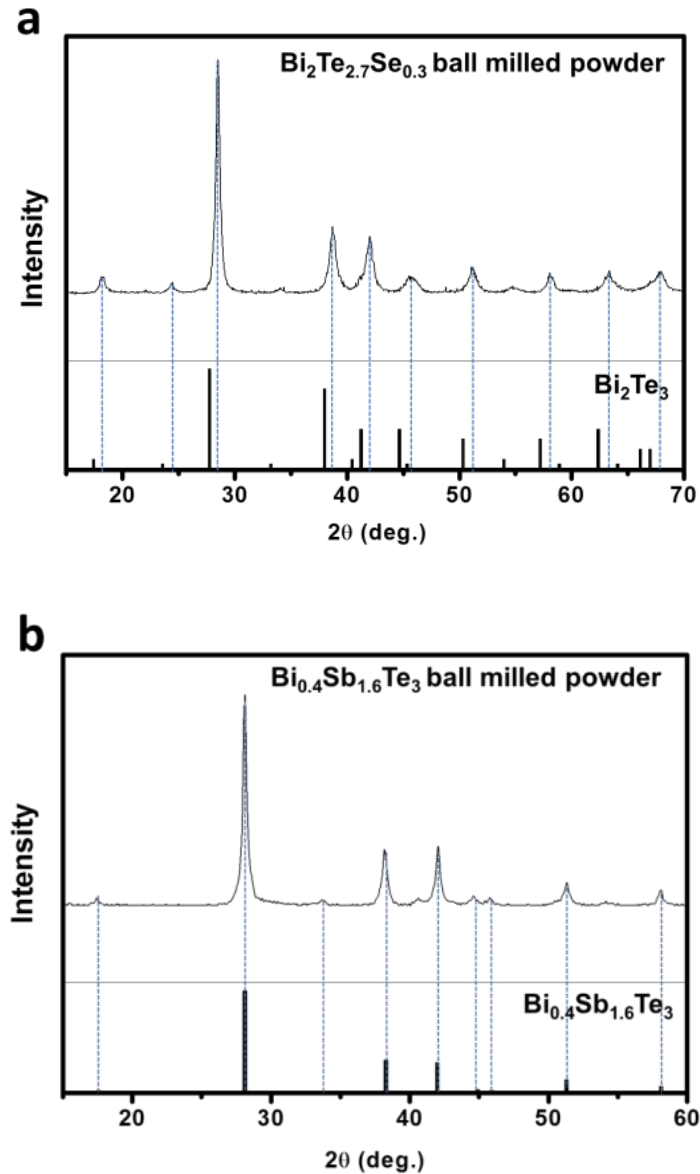 a
Bi₂Te₂.₇Se₀.₃ ball milled powder
Intensity
Bi₂Te₃
20 30 40 50 60 70
2θ (deg.)
b
Bi₀.₄Sb₁.₆Te₃ ball milled powder
Intensity
Bi₀.₄Sb₁.₆Te₃
20 30 40 50 60
2θ (deg.)